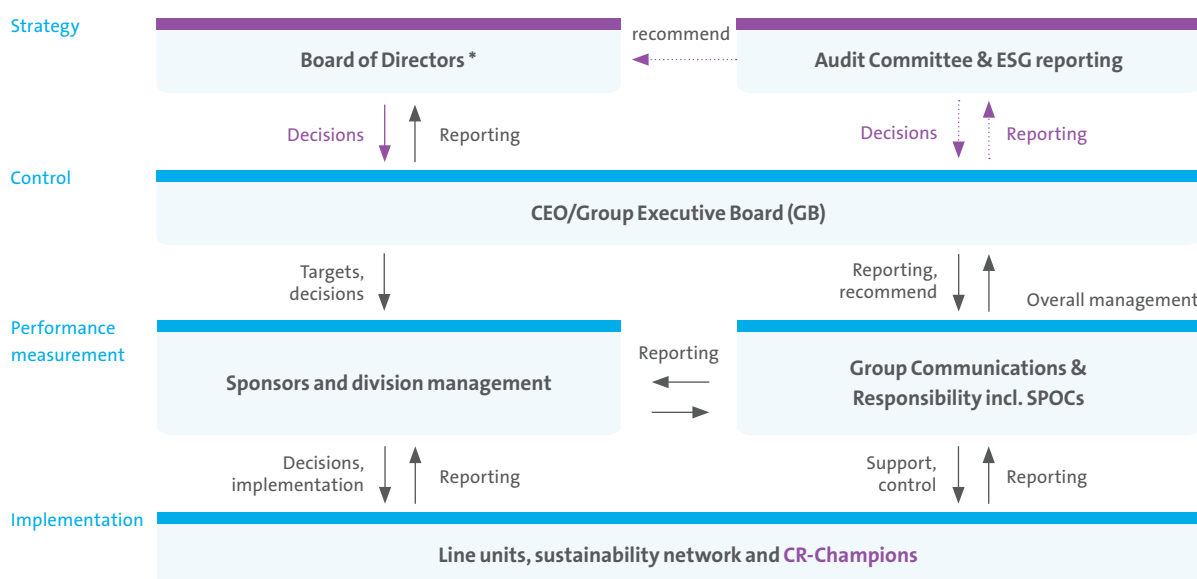 Strategy
Board of Directors *
recommend
Audit Committee & ESG reporting
Decisions
Reporting
Decisions
Reporting
Control
CEO/Group Executive Board (GB)
Targets,
decisions
Reporting,
recommend
Overall management
Performance
measurement
Sponsors and division management
Reporting
Group Communications &
Responsibility incl. SPOCs
Decisions,
implementation
Reporting
Support,
control
Reporting
Implementation
Line units, sustainability network and CR-Champions